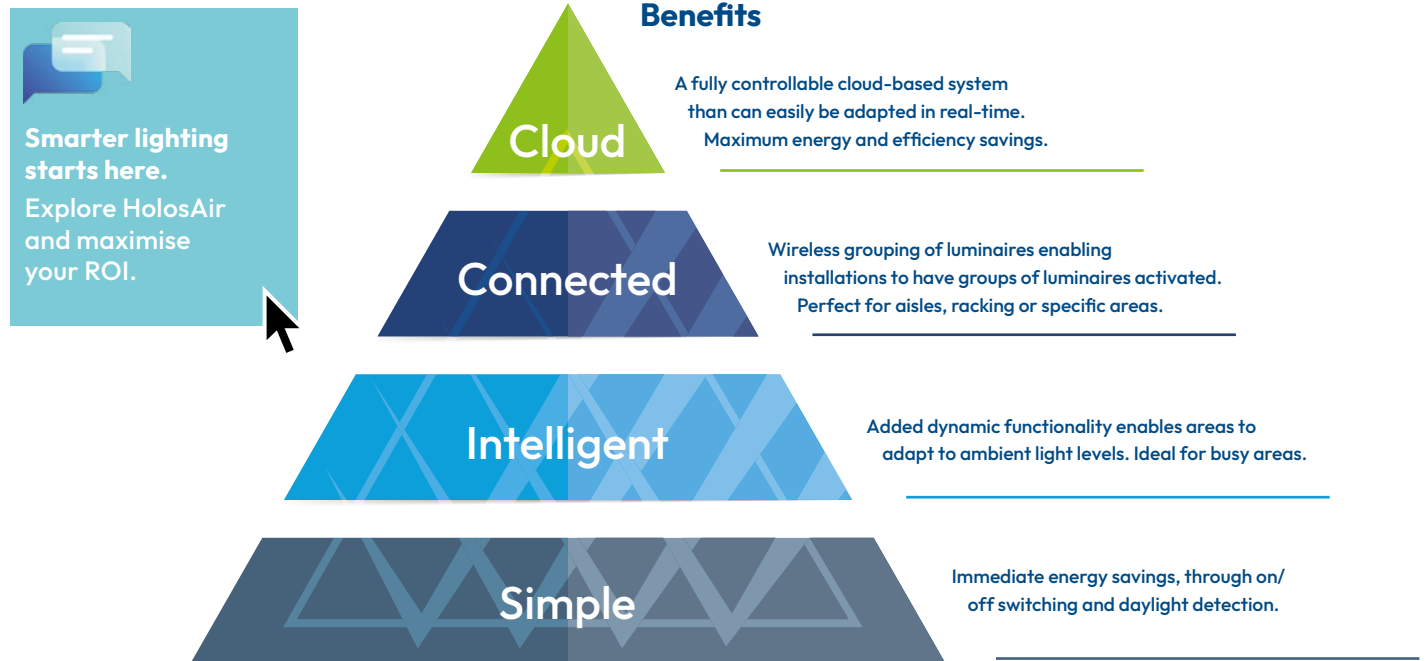 Smarter lighting
starts here.
Explore HolosAir
and maximise
your ROI.
Benefits
Cloud
A fully controllable cloud-based system
than can easily be adapted in real-time.
Maximum energy and efficiency savings.
Connected
Wireless grouping of luminaires enabling
installations to have groups of luminaires activated.
Perfect for aisles, racking or specific areas.
Intelligent
Added dynamic functionality enables areas to
adapt to ambient light levels. Ideal for busy areas.
Simple
Immediate energy savings, through on/
off switching and daylight detection.